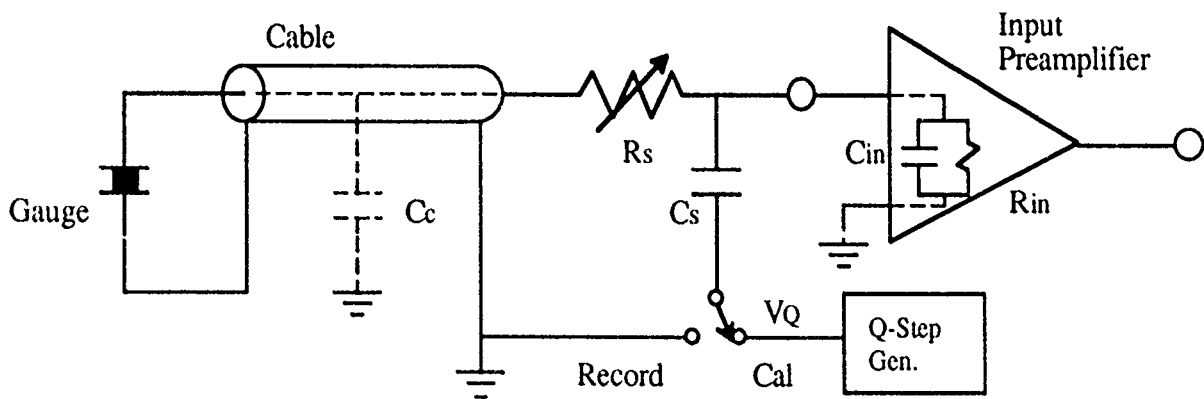 Cable
Input
Preamplifier
Rs
Cin
Gauge
Cc
Cs
Rin
VQ
Q-Step
Gen.
Record
Cal